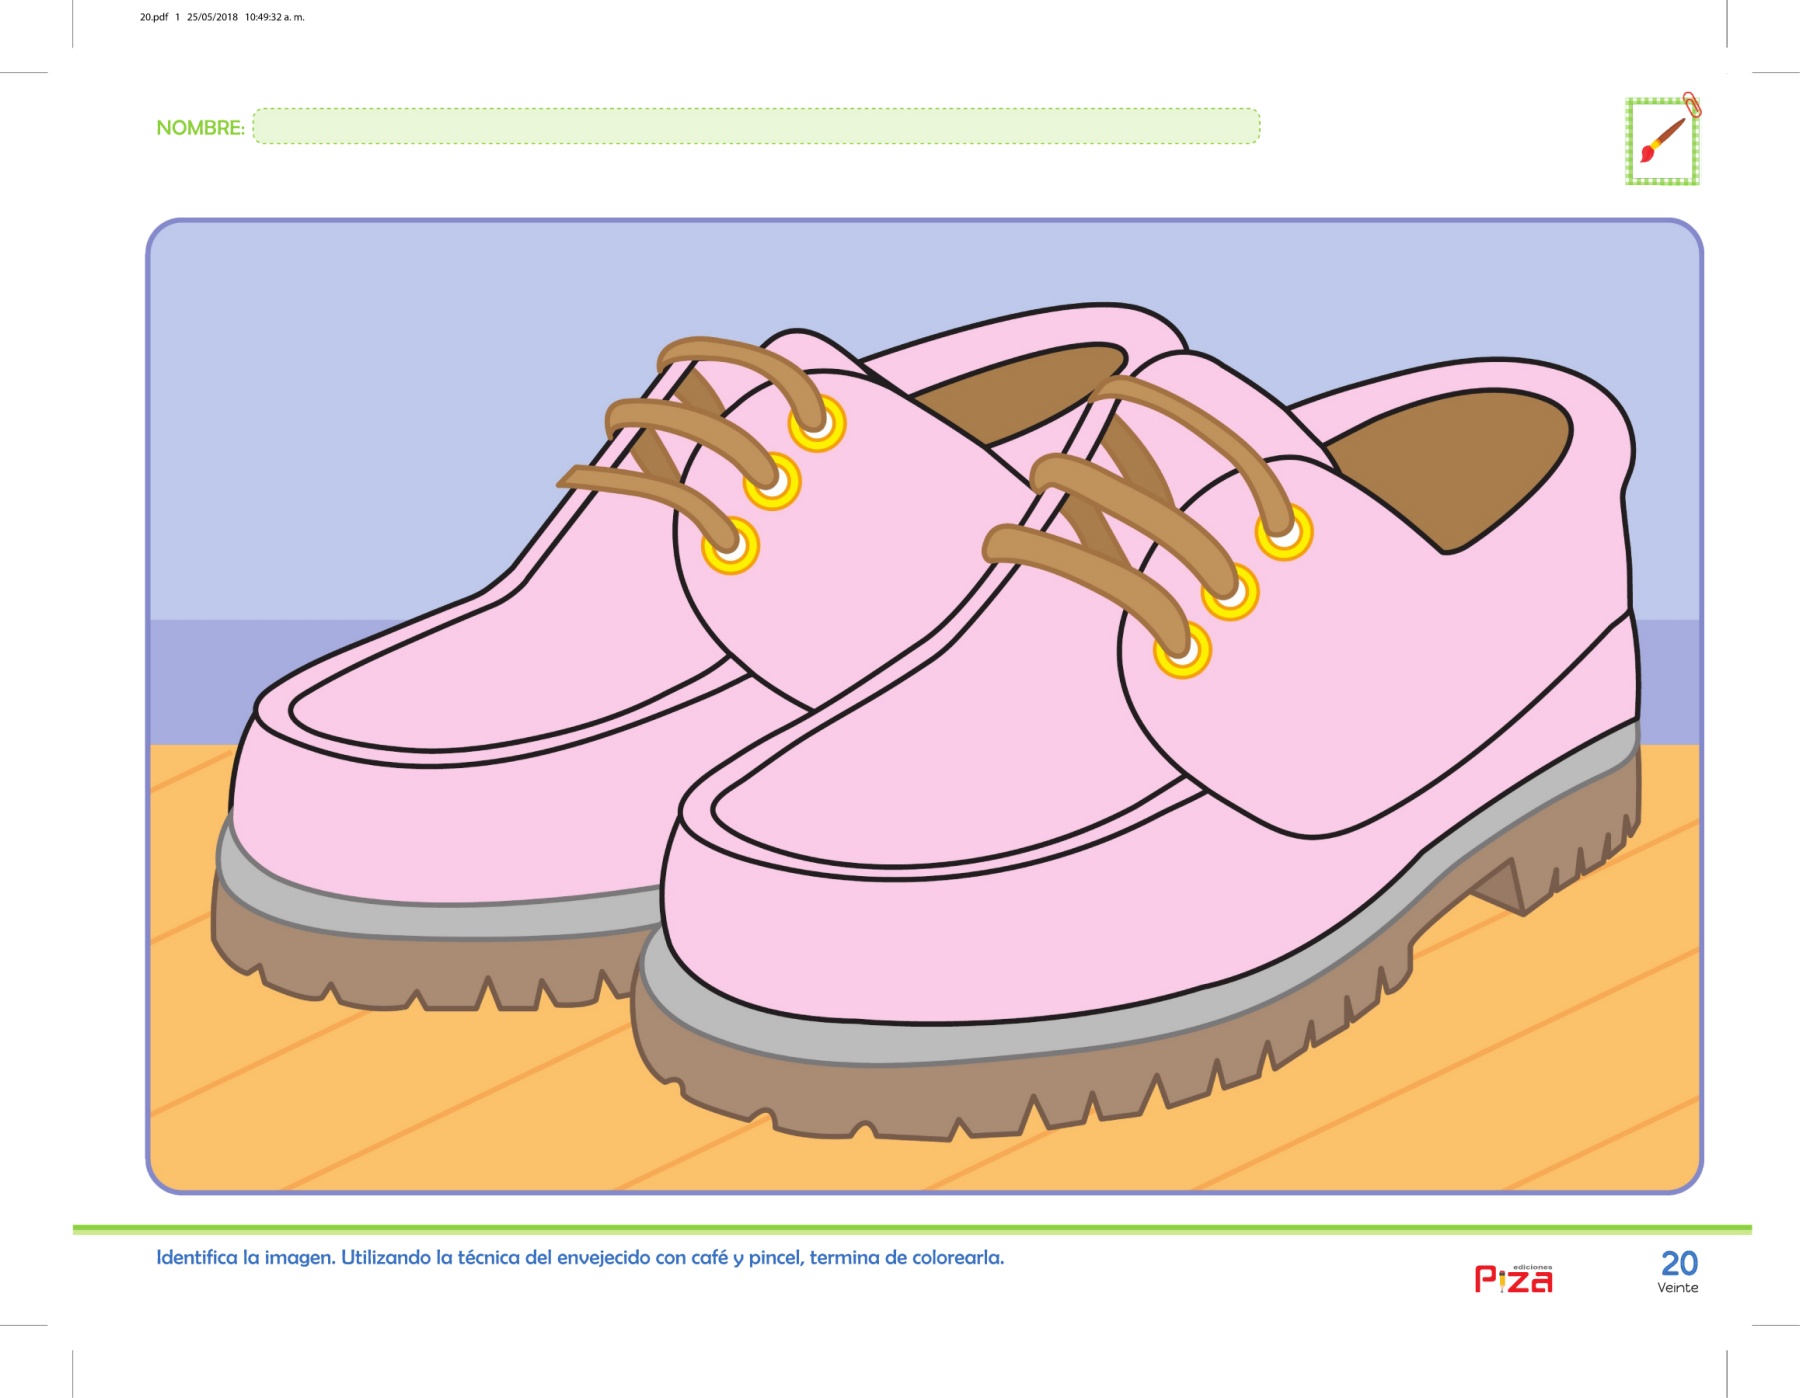 20.pdf 1 25/05/2018 10:49:32 a. m.
NOMBRE:
Identifica la imagen. Utilizando la técnica del envejecido con café y pincel, termina de colorearla.
ediciones
Piza
20
Veinte